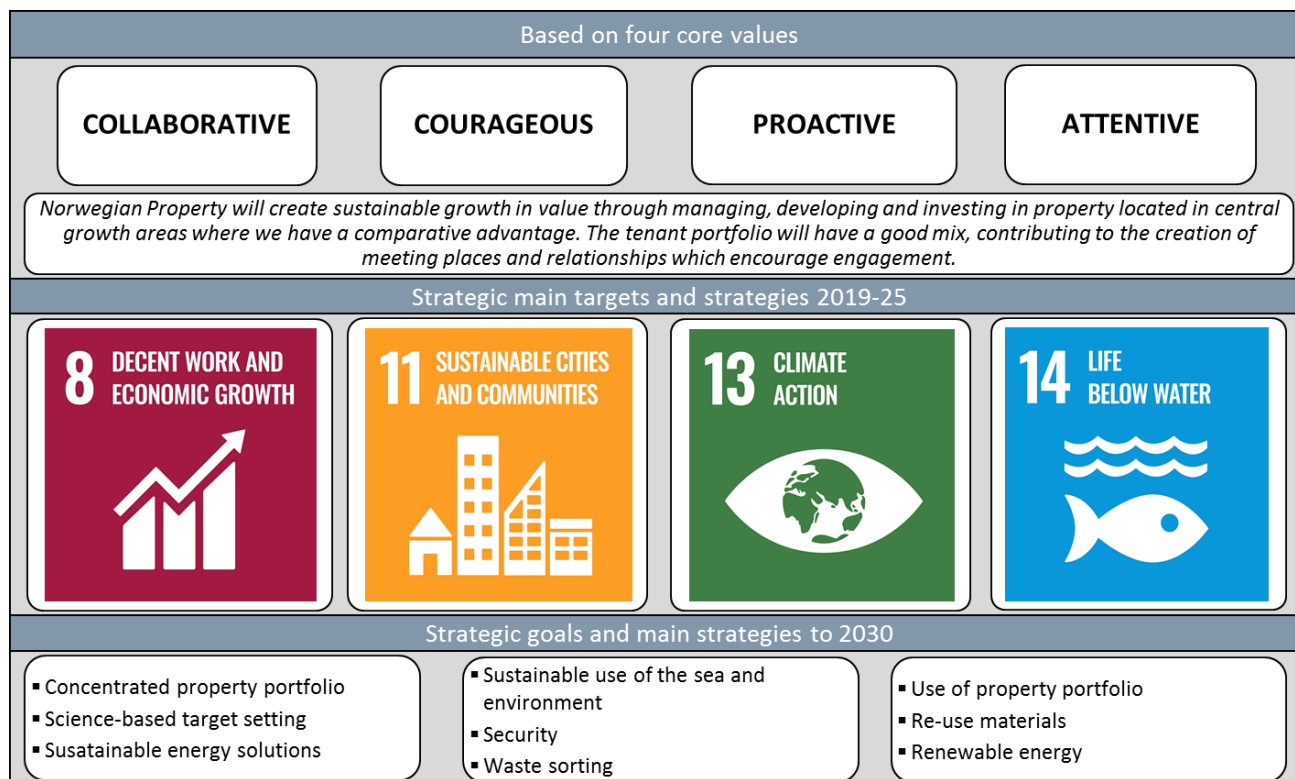 Based on four core values
COLLABORATIVE
COURAGEOUS
PROACTIVE
ATTENTIVE
Norwegian Property will create sustainable growth in value through managing, developing and investing in property located in central
growth areas where we have a comparative advantage. The tenant portfolio will have a good mix, contributing to the creation of
meeting places and relationships which encourage engagement.
Strategic main targets and strategies 2019-25
8 DECENT WORK AND
ECONOMIC GROWTH
11 SUSTAINABLE CITIES
AND COMMUNITIES
13 CLIMATE
ACTION
14 LIFE
BELOW WATER
Strategic goals and main strategies to 2030
▪ Concentrated property portfolio
▪ Science-based target setting
▪ Susatainable energy solutions
▪ Sustainable use of the sea and
environment
▪ Security
▪ Waste sorting
▪ Use of property portfolio
▪ Re-use materials
▪ Renewable energy